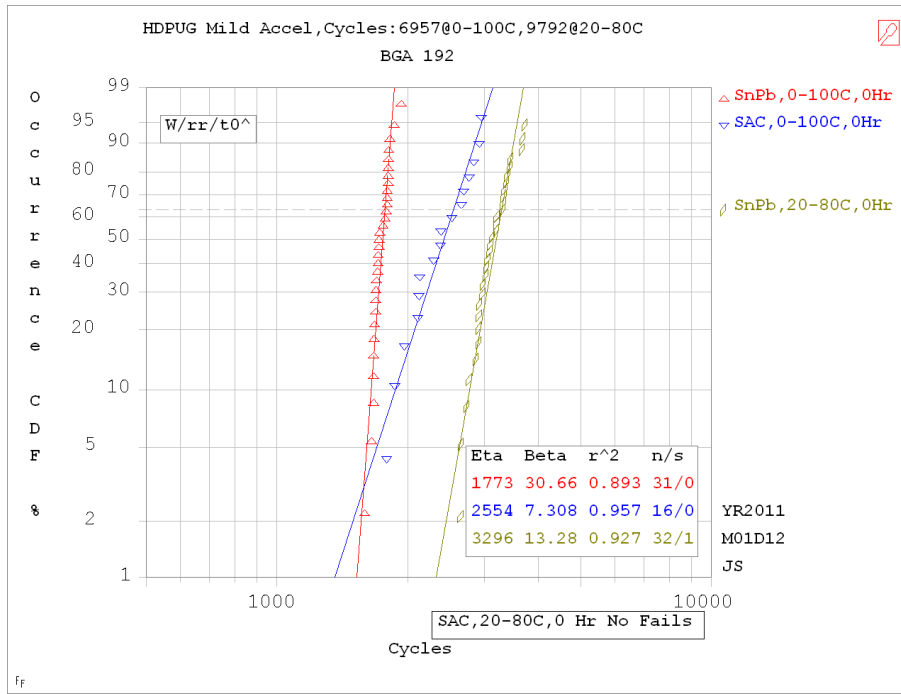 HDPUG Mild Accel,Cycles:6957@0-100C,9792@20-80C
BGA 192
Occurrence CDF %
99
95
90
80
70
60
50
40
30
20
10
5
2
1
W/rr/t0^
SnPb,0-100C,0Hr
SAC,0-100C,0Hr
SnPb,20-80C,0Hr
Eta Beta r^2 n/s
1773 30.66 0.893 31/0
2554 7.308 0.957 16/0
3296 13.28 0.927 32/1
YR2011
M01D12
JS
1000 10000
SAC,20-80C,0 Hr No Fails
Cycles
FF